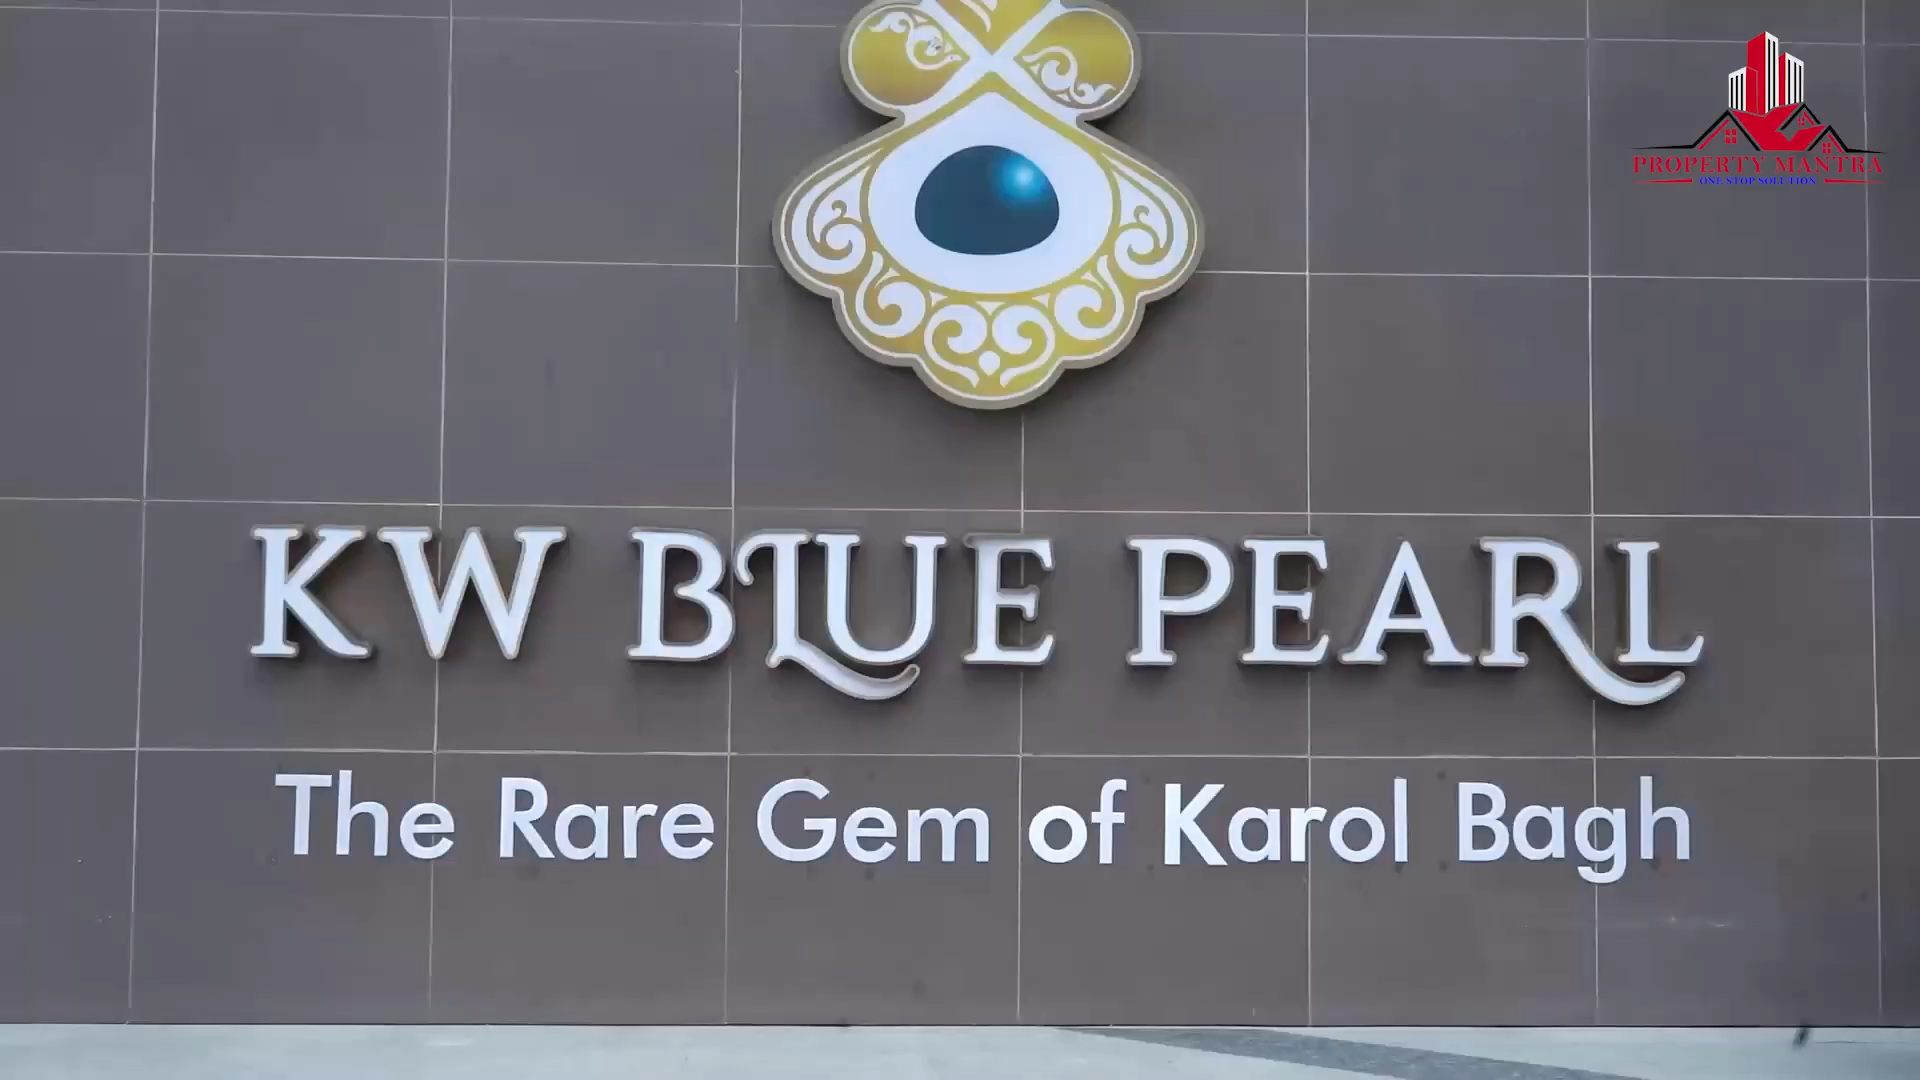 PROPERTY MANTRA
ONE STOP SOLUTION
KW BLUE PEARL
The Rare Gem of Karol Bagh